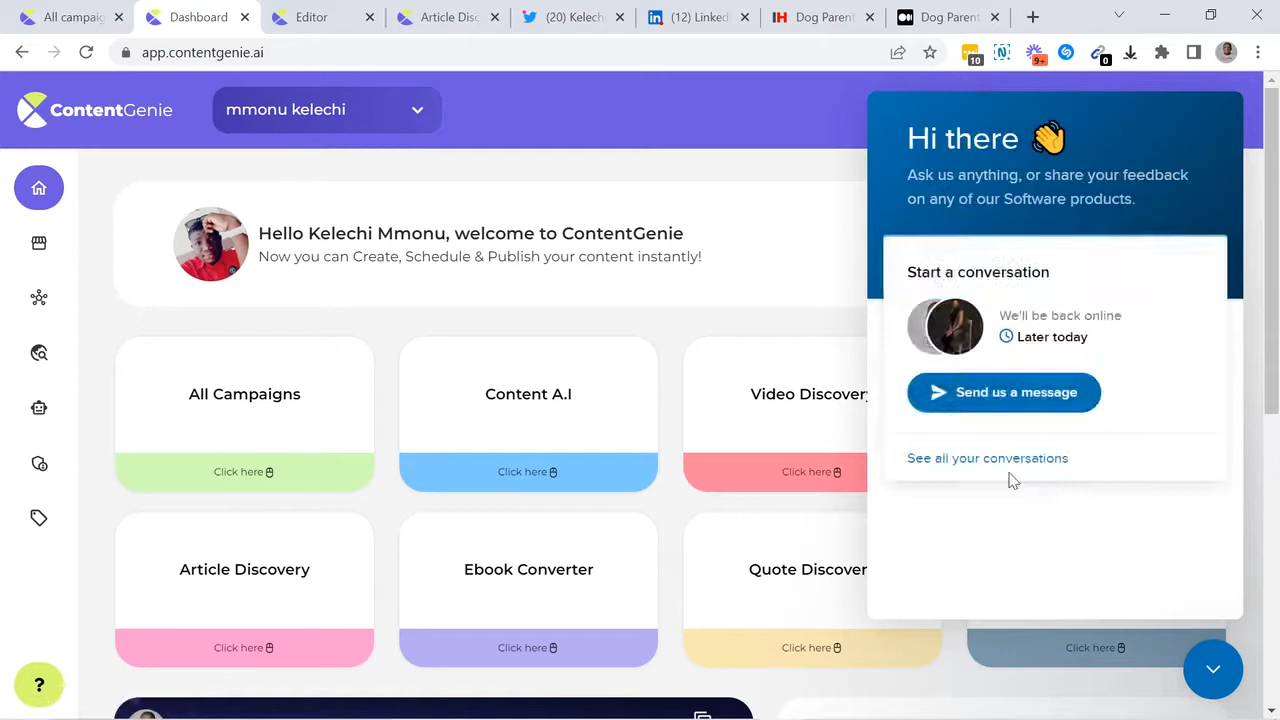 All campaig
Dashboard
Editor
Article Disc
(20) Kelech
(12) LinkedI
Dog Parent
Dog Parent
app.contentgenie.ai
10
9+
0
ContentGenie
mmonu kelechi
Hi there 👋
Ask us anything, or share your feedback
on any of our Software products.
Hello Kelechi Mmonu, welcome to ContentGenie
Now you can Create, Schedule & Publish your content instantly!
Start a conversation
We'll be back online
Later today
Send us a message
See all your conversations
All Campaigns
Content A.I
Video Discovery
Click here
Click here
Click here
Article Discovery
Ebook Converter
Quote Discover
Click here
Click here
Click here
Click here
?